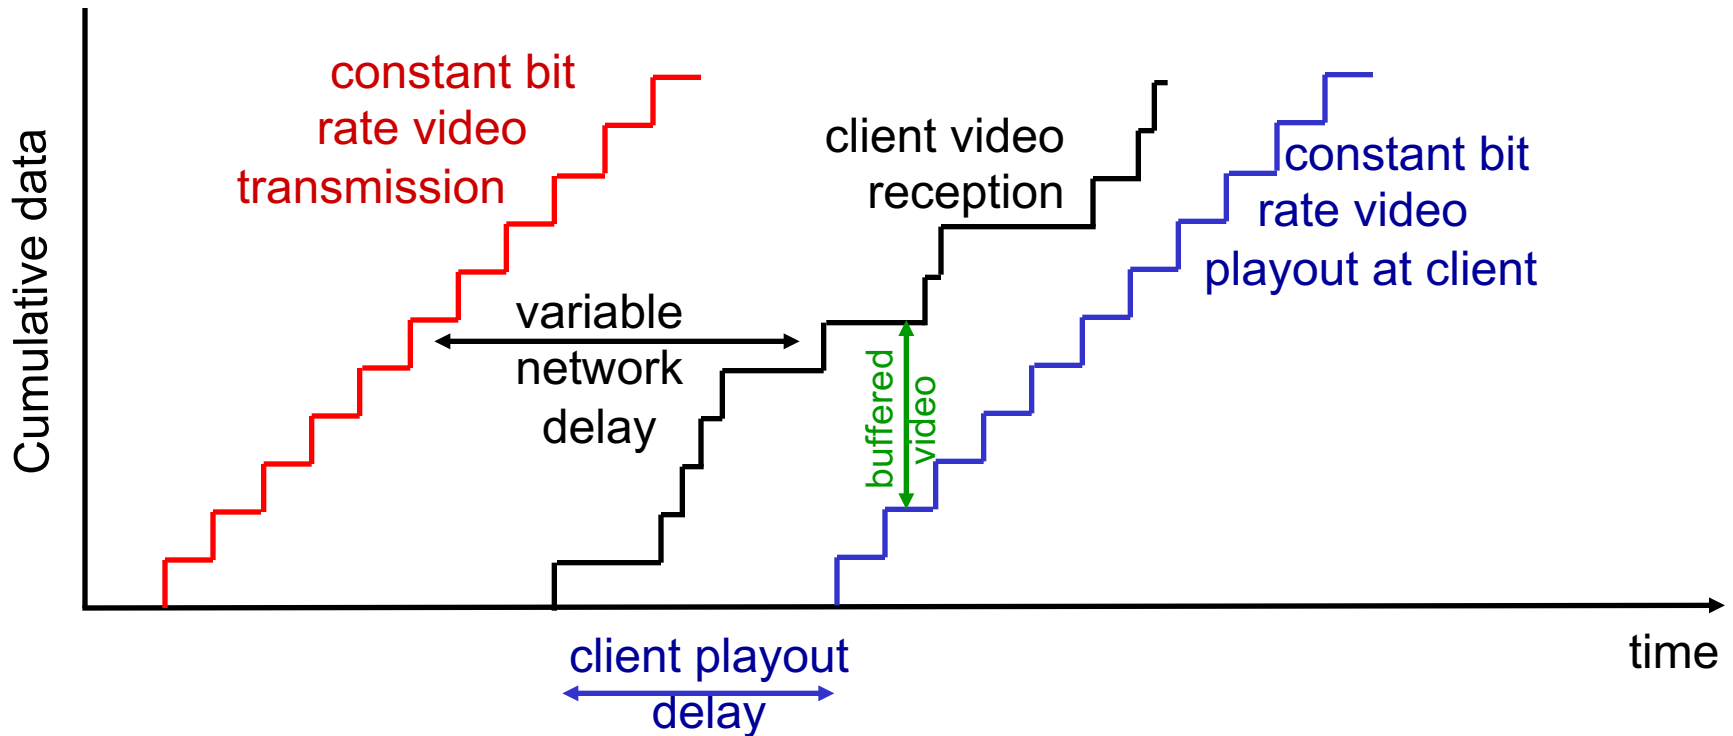 Cumulative data
constant bit
rate video
transmission
variable
network
delay
client video
reception
buffered
video
constant bit
rate video
playout at client
time
client playout
delay